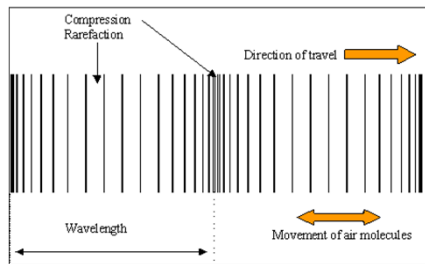 Compression
Rarefaction
Direction of travel
Wavelength
Movement of air molecules